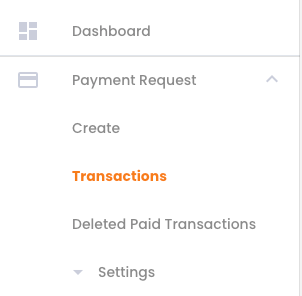 Dashboard
Payment Request
Create
Transactions
Deleted Paid Transactions
Settings